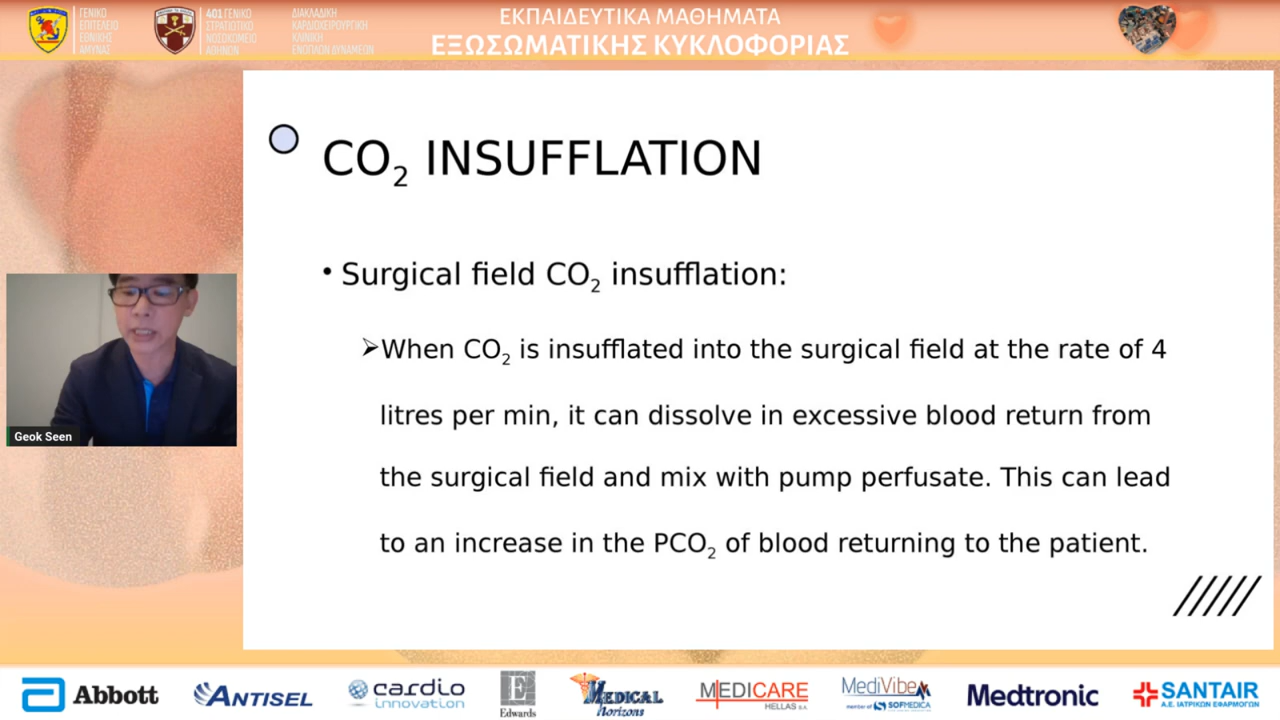 ΓΕΝΙΚΟ
ΕΠΙΤΕΛΕΙΟ
ΕΘΝΙΚΗΣ
ΑΜΥΝΑΣ
401 ΓΕΝΙΚΟ
ΣΤΡΑΤΙΩΤΙΚΟ
ΝΟΣΟΚΟΜΕΙΟ
ΑΘΗΝΩΝ
ΔΙΑΚΛΑΔΙΚΗ
ΚΑΡΔΙΟΧΕΙΡΟΥΡΓΙΚΗ
ΚΛΙΝΙΚΗ
ΕΝΟΠΛΩΝ ΔΥΝΑΜΕΩΝ
ΕΚΠΑΙΔΕΥΤΙΚΑ ΜΑΘΗΜΑΤΑ
ΕΞΩΣΩΜΑΤΙΚΗΣ ΚΥΚΛΟΦΟΡΙΑΣ
CO₂ INSUFFLATION
• Surgical field CO₂ insufflation:
➢When CO₂ is insufflated into the surgical field at the rate of 4
litres per min, it can dissolve in excessive blood return from
the surgical field and mix with pump perfusate. This can lead
to an increase in the PCO₂ of blood returning to the patient.
Geok Seen
Abbott
ANTISEL
cardio
innovation
Edwards
MEDICAL
Horizons
MEDICARE
HELLAS S.A.
MediVibe
member of SOFMEDICA
Medtronic
SANTAIR
Α.Ε. ΙΑΤΡΙΚΩΝ ΕΦΑΡΜΟΓΩΝ